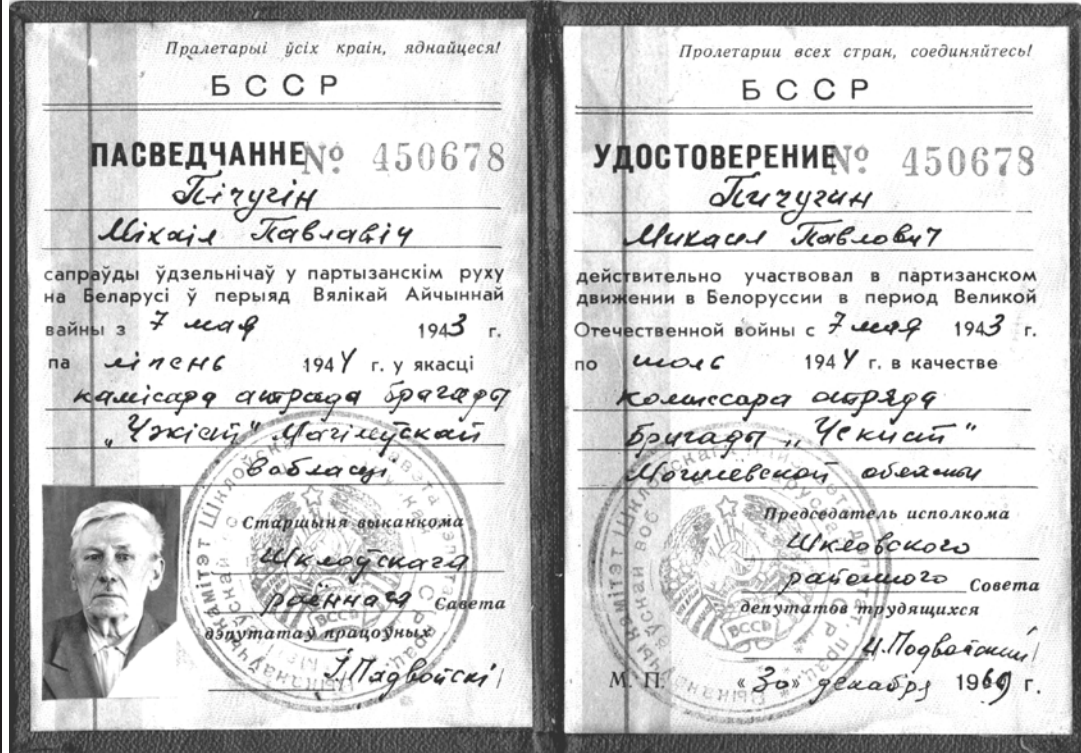 Пралетарыі ўсіх краін, яднайцеся!
БССР
ПАСВЕДЧАННЕ № 450678
Пічугін
Міхаіл Паўлавіч
сапраўды ўдзельнічаў у партызанскім руху
на Беларусі ў перыяд Вялікай Айчыннай
вайны з 7 мая 1943 г.
па ліпень 1944 г. у якасці
камісара атрада брагады
„Чэкіст" Магілеўскай
вобласці
Старшыня выканкома
Шклоўскага
раённага Савета
дэпутатаў працоўных
І. Падвойскі
Пролетарии всех стран, соединяйтесь!
БССР
УДОСТОВЕРЕНИЕ № 450678
Пичугин
Михаил Павлович
действительно участвовал в партизанском
движении в Белоруссии в период Великой
Отечественной войны с 7 мая 1943 г.
по июль 1944 г. в качестве
комиссара отряда
бригады „Чекист"
Могилевской области
Председатель исполкома
Шкловского
районного Совета
депутатов трудящихся
И. Подвойский
М. П. «30» декабря 1969 г.